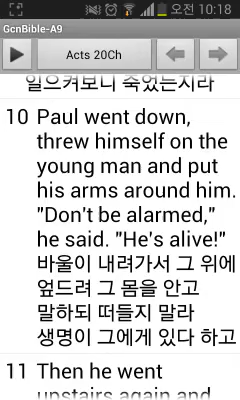 오전 10:18
GcnBible-A9
Acts 20Ch
일으켜보니 죽었는지라
10 Paul went down,
threw himself on the
young man and put
his arms around him.
"Don't be alarmed,"
he said. "He's alive!"
바울이 내려가서 그 위에
엎드려 그 몸을 안고
말하되 떠들지 말라
생명이 그에게 있다 하고
11 Then he went
upstairs again and